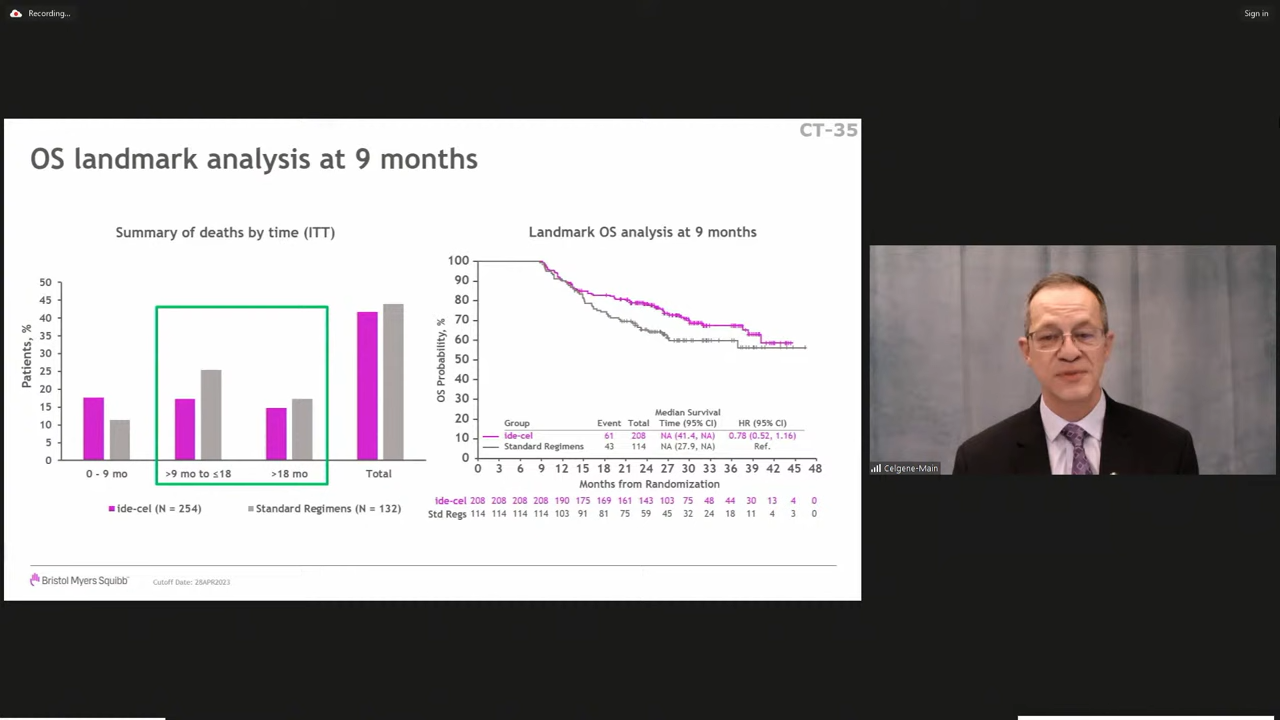 Recording...
Sign in
CT-35
OS landmark analysis at 9 months
Summary of deaths by time (ITT)
Patients, %
50
45
40
35
30
25
20
15
10
5
0
0 - 9 mo
>9 mo to ≤18
>18 mo
Total
ide-cel (N = 254)
Standard Regimens (N = 132)
Landmark OS analysis at 9 months
OS Probability, %
100
90
80
70
60
50
40
20
10
0
Median Survival
Group Event Total Time (95% CI) HR (95% CI)
ide-cel 61 208 NA (41.4, NA) 0.78 (0.52, 1.16)
Standard Regimens 43 114 NA (27.9, NA) Ref.
0 3 0 9 12 15 18 21 24 27 30 33 36 39 42 45 48
Months from Randomization
ide-cel 208 208 208 208 190 175 169 161 143 103 75 48 44 30 13 4 0
Std Regs 114 114 114 114 103 91 81 75 59 45 32 24 18 11 4 3 0
Bristol Myers Squibb™
Cutoff Date: 28APR2023
Celgene-Main